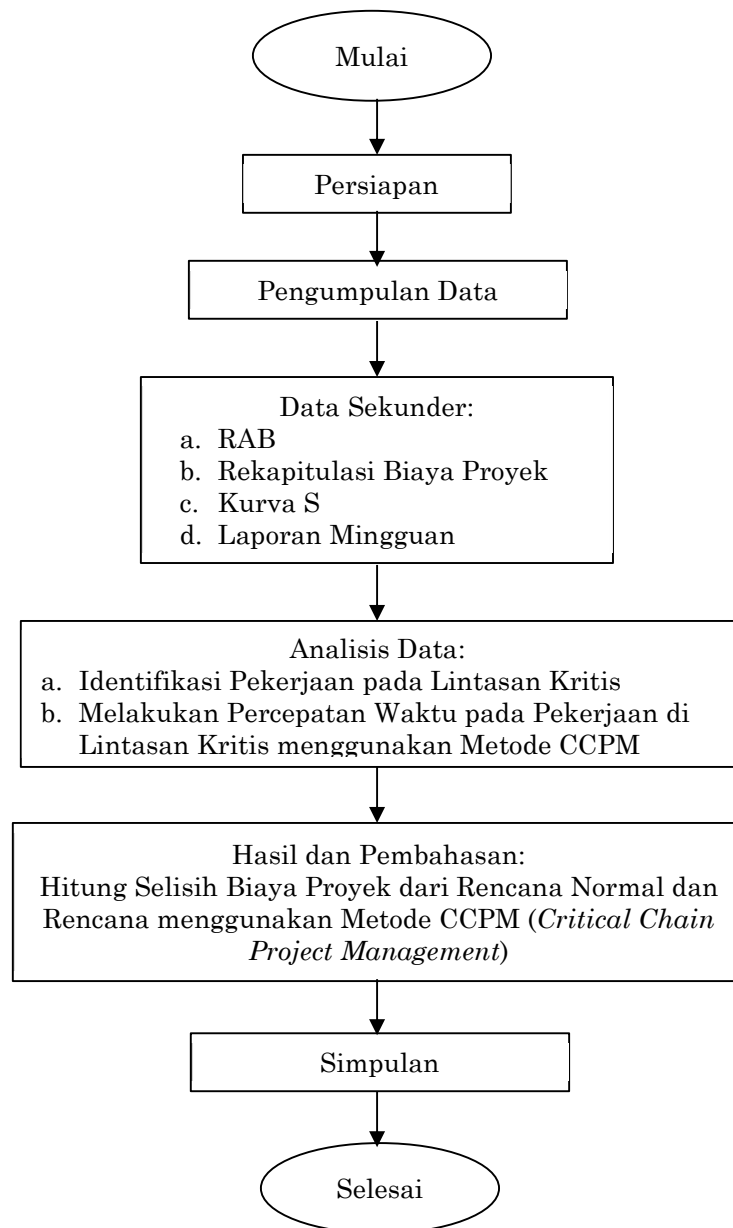 Mulai
Persiapan
Pengumpulan Data
Data Sekunder:
a. RAB
b. Rekapitulasi Biaya Proyek
c. Kurva S
d. Laporan Mingguan
Analisis Data:
a. Identifikasi Pekerjaan pada Lintasan Kritis
b. Melakukan Percepatan Waktu pada Pekerjaan di
Lintasan Kritis menggunakan Metode CCPM
Hasil dan Pembahasan:
Hitung Selisih Biaya Proyek dari Rencana Normal dan
Rencana menggunakan Metode CCPM (Critical Chain
Project Management)
Simpulan
Selesai